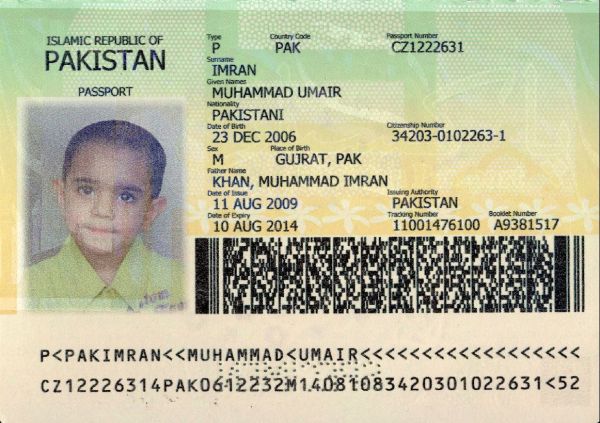 ISLAMIC REPUBLIC OF
PAKISTAN
PASSPORT
Type Country Code Passport Number
P PAK CZ1222631
Surname
IMRAN
Given Names
MUHAMMAD UMAIR
Nationality
PAKISTANI
Date of Birth Citizenship Number
23 DEC 2006 34203-0102263-1
Sex Place of Birth
M GUJRAT, PAK
Father Name
KHAN, MUHAMMAD IMRAN
Date of Issue Issuing Authority
11 AUG 2009 PAKISTAN
Date of Expiry Tracking Number Booklet Number
10 AUG 2014 11001476100 A9381517
P<PAKIMRAN<<MUHAMMAD<UMAIR<<<<<<<<<<<<<<<<<<
CZ12226314PAK0612232M14081083420301022631<52